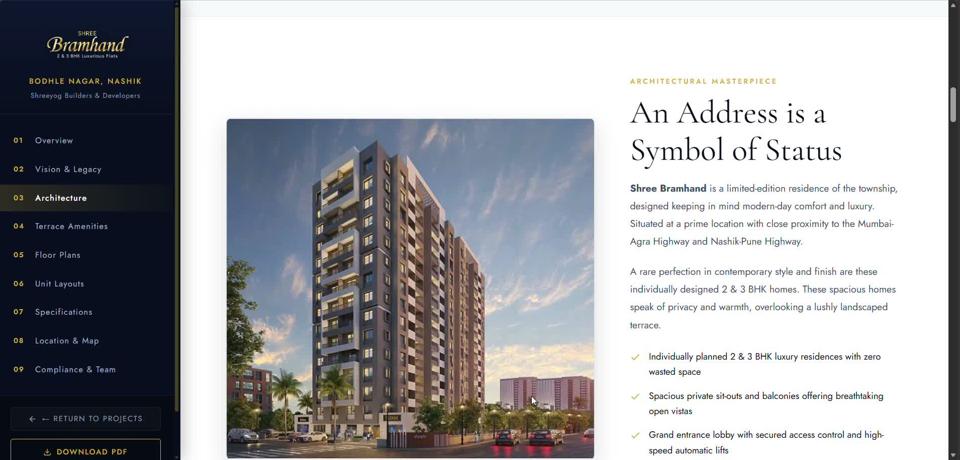 SHREE
Bramhand
2 & 3 BHK Luxurious Flats
BODHLE NAGAR, NASHIK
Shreeyog Builders & Developers
01 Overview
02 Vision & Legacy
03 Architecture
04 Terrace Amenities
05 Floor Plans
06 Unit Layouts
07 Specifications
08 Location & Map
09 Compliance & Team
← ← RETURN TO PROJECTS
DOWNLOAD PDF
ARCHITECTURAL MASTERPIECE
An Address is a
Symbol of Status
Shree Bramhand is a limited-edition residence of the township,
designed keeping in mind modern-day comfort and luxury.
Situated at a prime location with close proximity to the Mumbai-
Agra Highway and Nashik-Pune Highway.
A rare perfection in contemporary style and finish are these
individually designed 2 & 3 BHK homes. These spacious homes
speak of privacy and warmth, overlooking a lushly landscaped
terrace.
Individually planned 2 & 3 BHK luxury residences with zero
wasted space
Spacious private sit-outs and balconies offering breathtaking
open vistas
Grand entrance lobby with secured access control and high-
speed automatic lifts